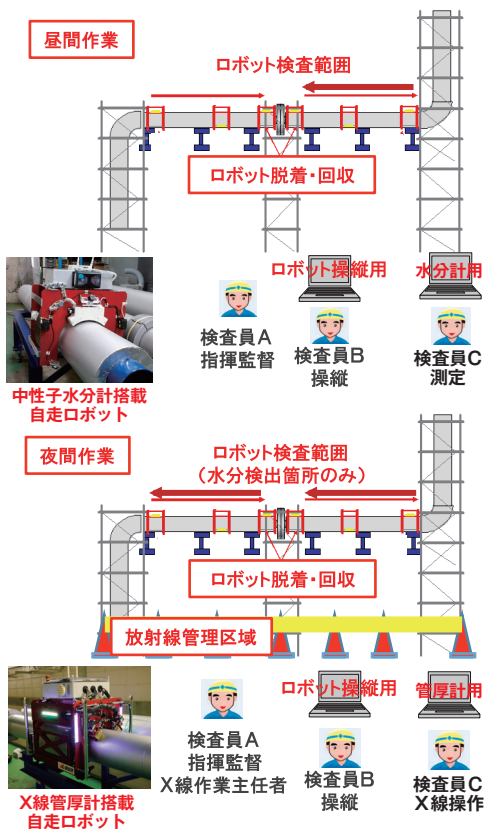 昼間作業
ロボット検査範囲
ロボット脱着・回収
ロボット操縦用
水分計用
検査員A
指揮監督
検査員B
操縦
検査員C
測定
中性子水分計搭載
自走ロボット
夜間作業
ロボット検査範囲
（水分検出箇所のみ）
ロボット脱着・回収
放射線管理区域
ロボット操縦用
管厚計用
検査員A
指揮監督
X線作業主任者
検査員B
操縦
検査員C
X線操作
X線管厚計搭載
自走ロボット